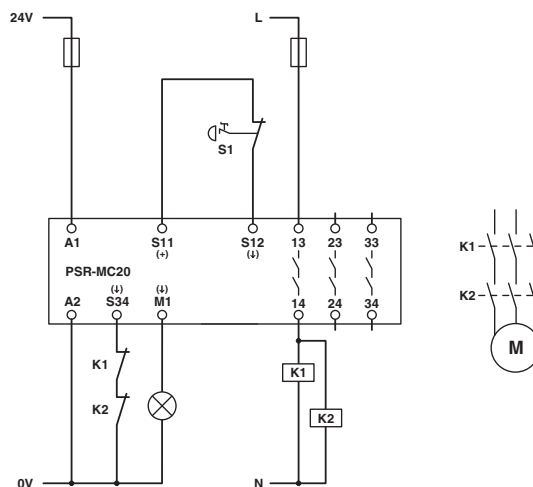 24V
L
S1
A1
S11
(+)
S12
(↓)
13
23
33
PSR-MC20
A2
(↓)
S34
(↓)
M1
14
24
34
K1
K2
K1
K2
0V
N
K1
K2
M